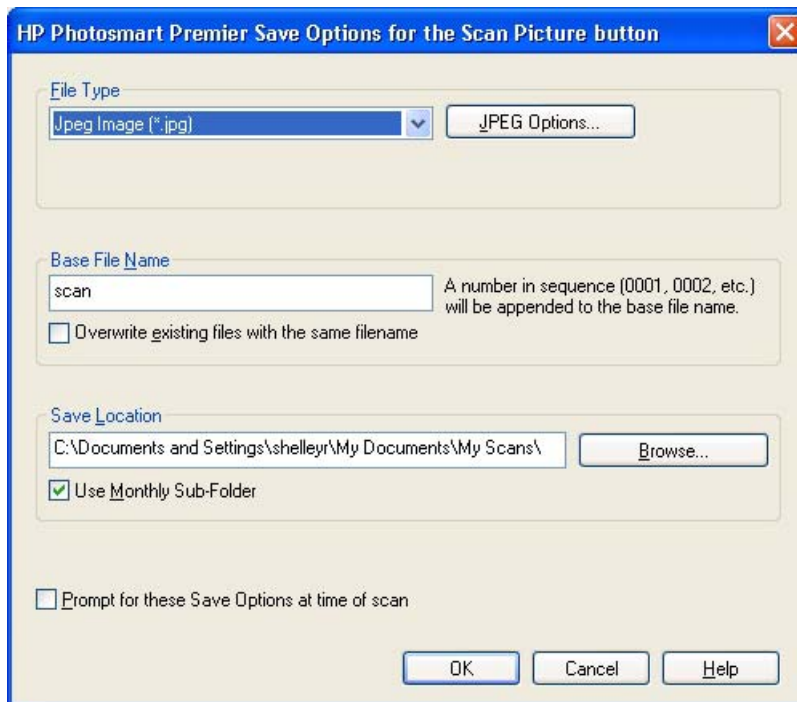 HP Photosmart Premier Save Options for the Scan Picture button
File Type
Jpeg Image (*.jpg)
JPEG Options...
Base File Name
scan
A number in sequence (0001, 0002, etc.)
will be appended to the base file name.
Overwrite existing files with the same filename
Save Location
C:\Documents and Settings\shelleyr\My Documents\My Scans\
Browse...
Use Monthly Sub-Folder
Prompt for these Save Options at time of scan
OK
Cancel
Help